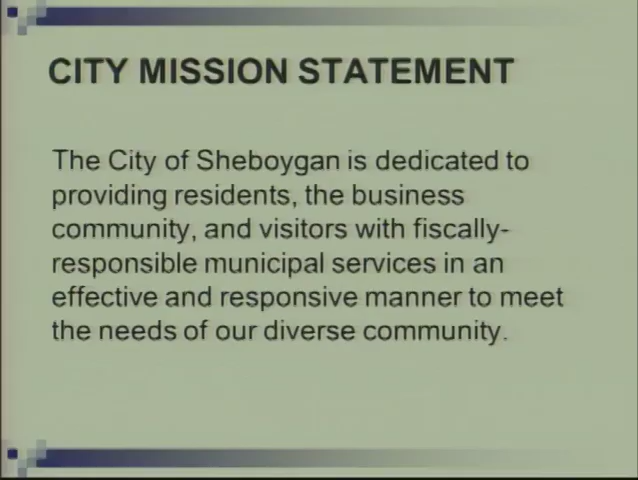 CITY MISSION STATEMENT
The City of Sheboygan is dedicated to
providing residents, the business
community, and visitors with fiscally-
responsible municipal services in an
effective and responsive manner to meet
the needs of our diverse community.